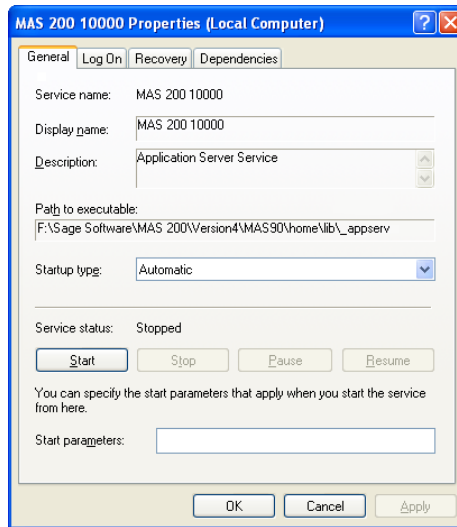 MAS 200 10000 Properties (Local Computer)
General Log On Recovery Dependencies
Service name: MAS 200 10000
Display name: MAS 200 10000
Description: Application Server Service
Path to executable:
F:\Sage Software\MAS 200\Version4\MAS90\home\lib\_appserv
Startup type: Automatic
Service status: Stopped
Start Stop Pause Resume
You can specify the start parameters that apply when you start the service
from here.
Start parameters:
OK Cancel Apply